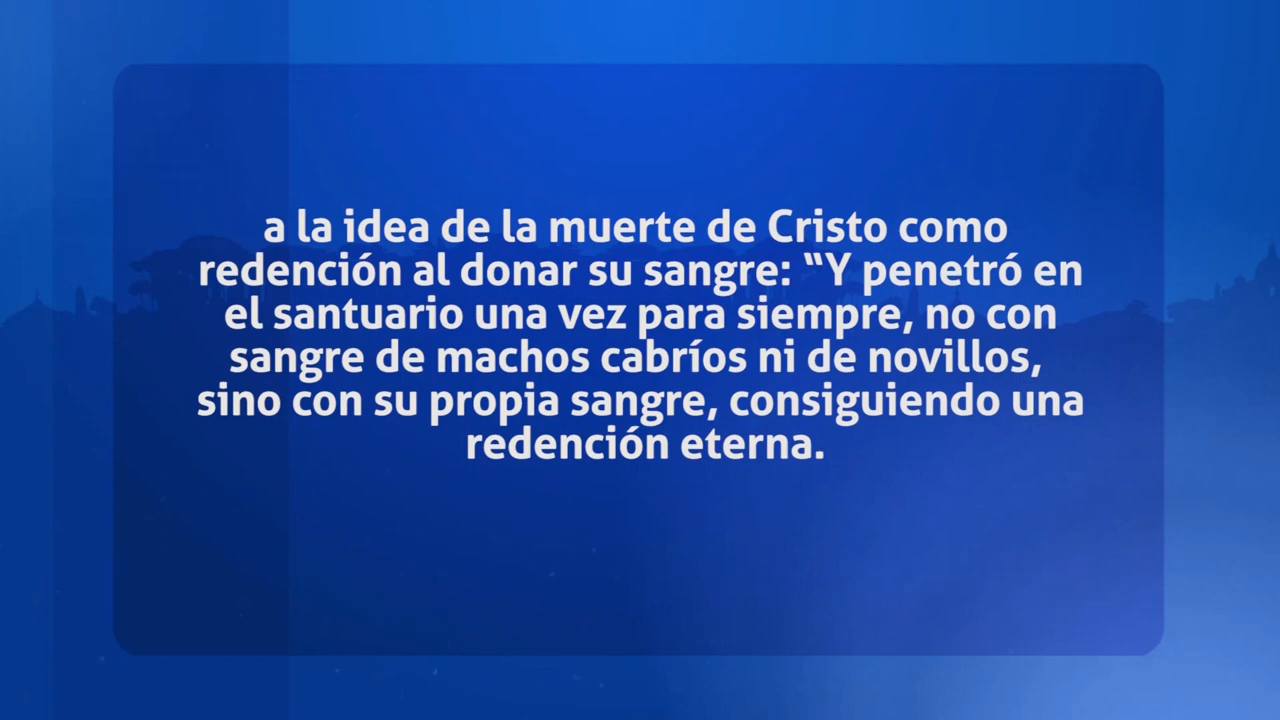 a la idea de la muerte de Cristo como
redención al donar su sangre: “Y penetró en
el santuario una vez para siempre, no con
sangre de machos cabríos ni de novillos,
sino con su propia sangre, consiguiendo una
redención eterna.